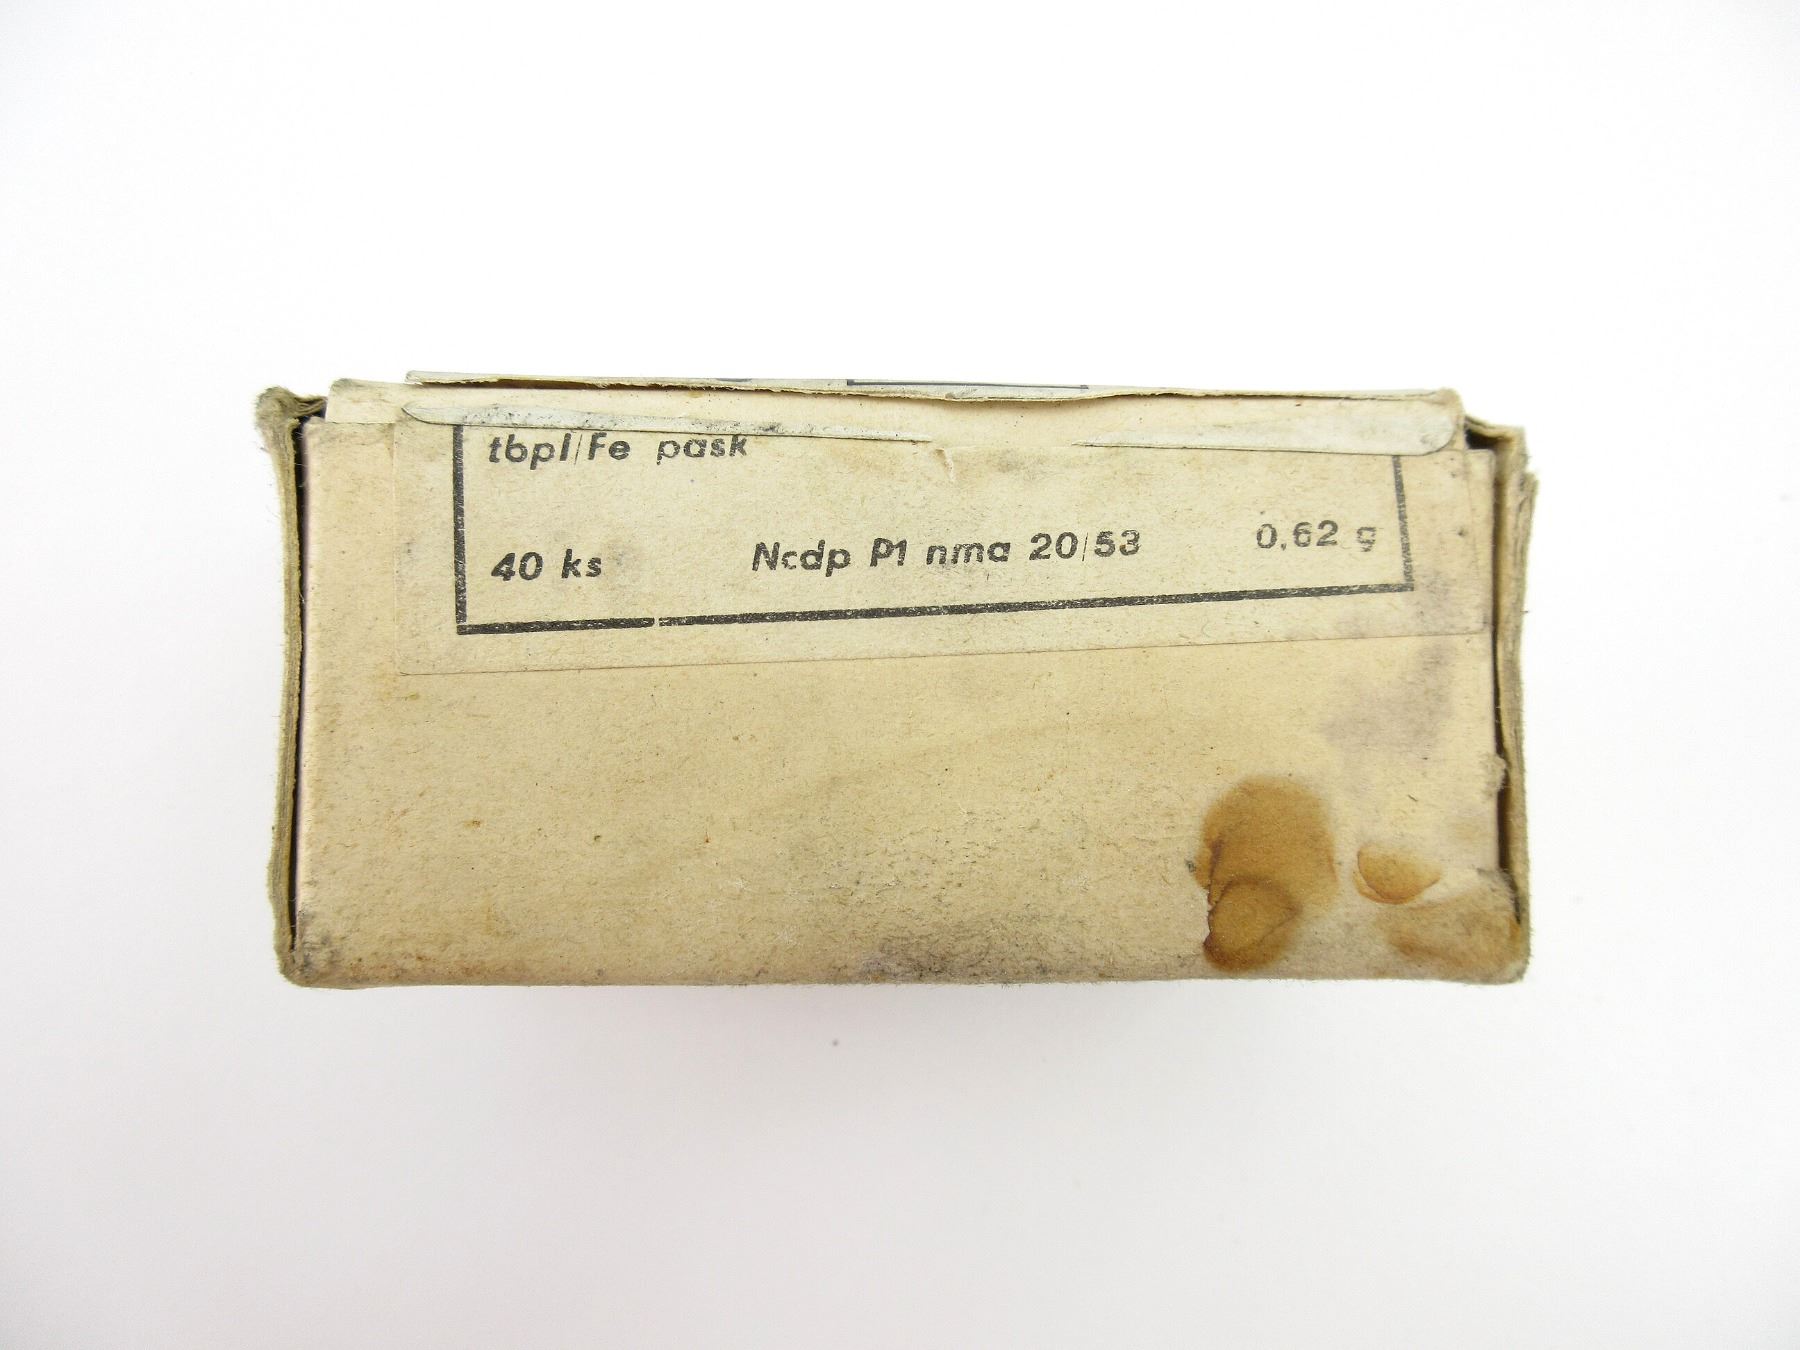 tbpl/Fe pask
40 ks Ncdp P1 nma 20/53 0,62 g